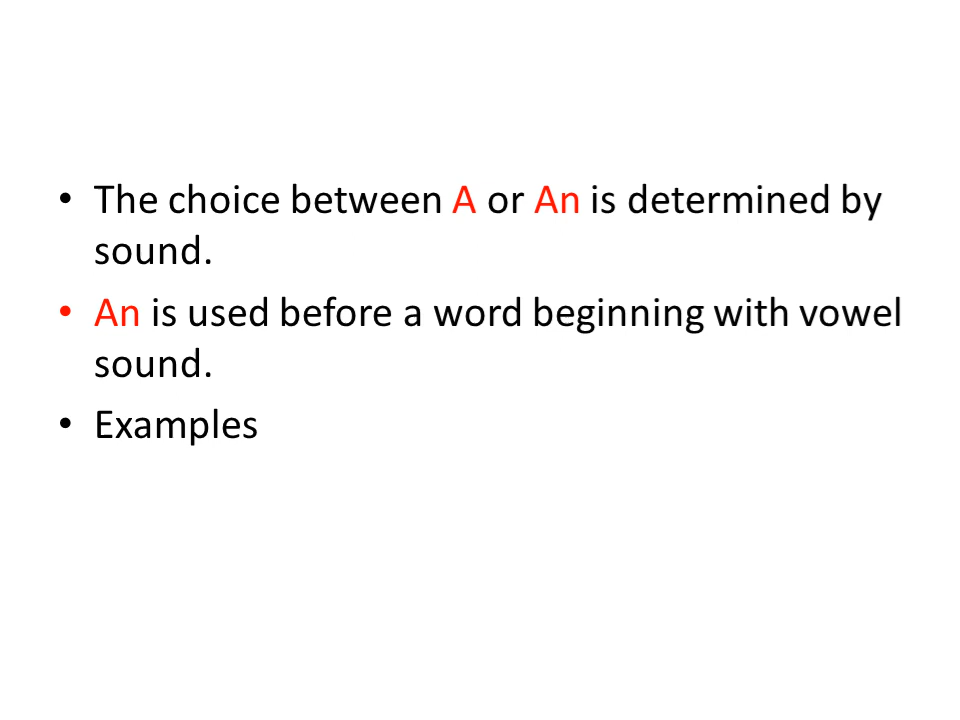 • The choice between A or An is determined by
sound.
• An is used before a word beginning with vowel
sound.
• Examples